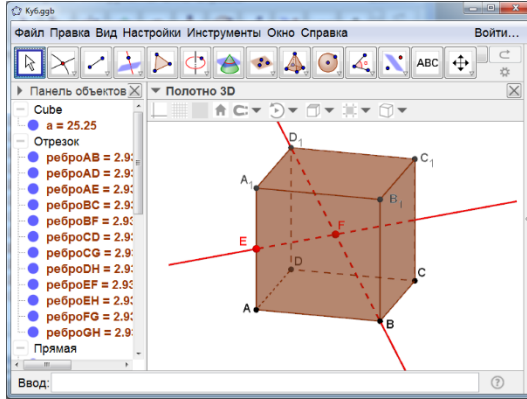 Куб.ggb
Файл Правка Вид Настройки Инструменты Окно Справка Войти...
ABC
Панель объектов
Полотно 3D
Cube
a = 25.25
Отрезок
реброAB = 2.93
реброAD = 2.93
реброAE = 2.93
реброBC = 2.93
реброBF = 2.93
реброCD = 2.93
реброCG = 2.93
реброDH = 2.93
реброEF = 2.93
реброEH = 2.93
реброFG = 2.93
реброGH = 2.93
Прямая
D1
C1
A1
B1
F
E
D
C
A
B
Ввод: